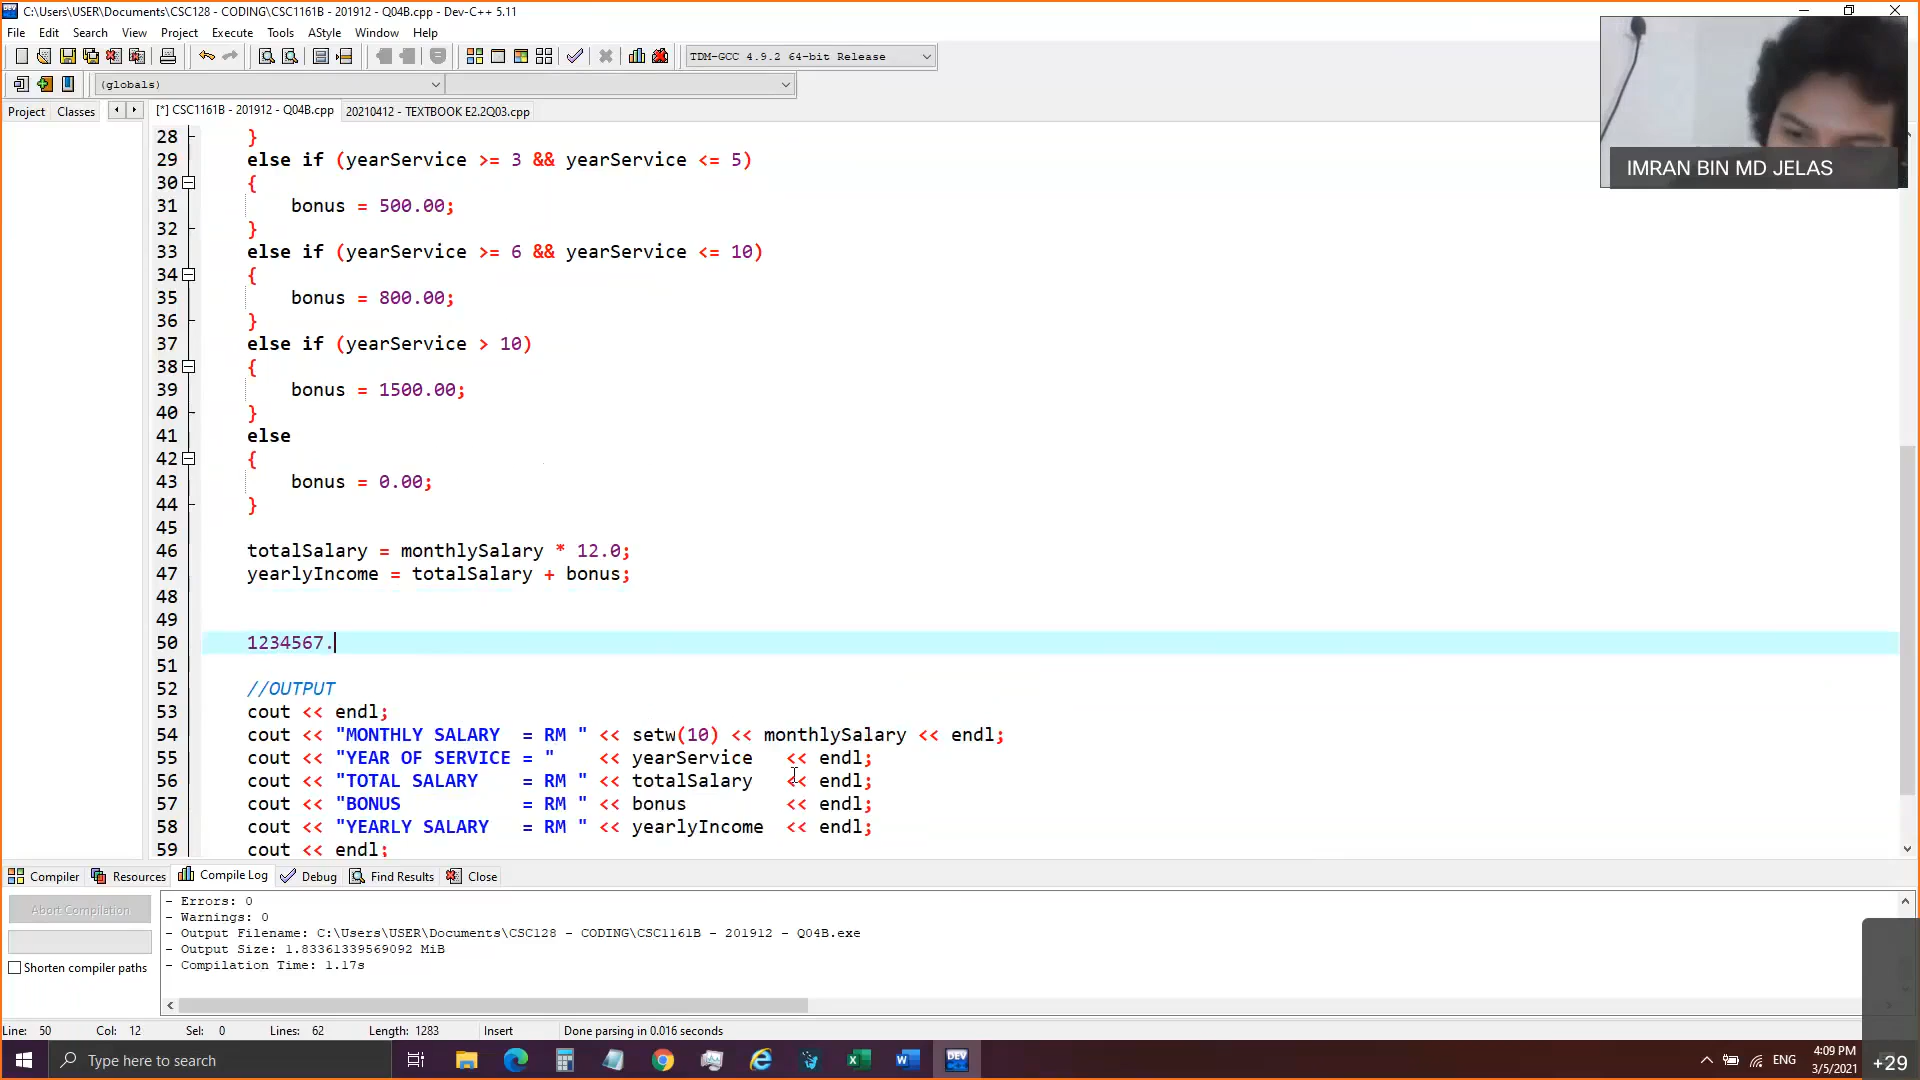 C:\Users\USER\Documents\CSC128 - CODING\CSC1161B - 201912 - Q04B.cpp - Dev-C++ 5.11
File Edit Search View Project Execute Tools AStyle Window Help
TDM-GCC 4.9.2 64-bit Release
(globals)
Project Classes [*] CSC1161B - 201912 - Q04B.cpp 20210412 - TEXTBOOK E2.2Q03.cpp
IMRAN BIN MD JELAS
28 }
29 else if (yearService >= 3 && yearService <= 5)
30 {
31 bonus = 500.00;
32 }
33 else if (yearService >= 6 && yearService <= 10)
34 {
35 bonus = 800.00;
36 }
37 else if (yearService > 10)
38 {
39 bonus = 1500.00;
40 }
41 else
42 {
43 bonus = 0.00;
44 }
45
46 totalSalary = monthlySalary * 12.0;
47 yearlyIncome = totalSalary + bonus;
48
49
50 1234567.
51
52 //OUTPUT
53 cout << endl;
54 cout << "MONTHLY SALARY  = RM " << setw(10) << monthlySalary << endl;
55 cout << "YEAR OF SERVICE = "    << yearService   << endl;
56 cout << "TOTAL SALARY    = RM " << totalSalary   << endl;
57 cout << "BONUS           = RM " << bonus         << endl;
58 cout << "YEARLY SALARY   = RM " << yearlyIncome  << endl;
59 cout << endl;
Compiler Resources Compile Log Debug Find Results Close
Abort Compilation
Shorten compiler paths
- Errors: 0
- Warnings: 0
- Output Filename: C:\Users\USER\Documents\CSC128 - CODING\CSC1161B - 201912 - Q04B.exe
- Output Size: 1.83361339569092 MiB
- Compilation Time: 1.17s
Line: 50 Col: 12 Sel: 0 Lines: 62 Length: 1283 Insert Done parsing in 0.016 seconds
Type here to search
DEV
ENG
4:09 PM
3/5/2021
+29